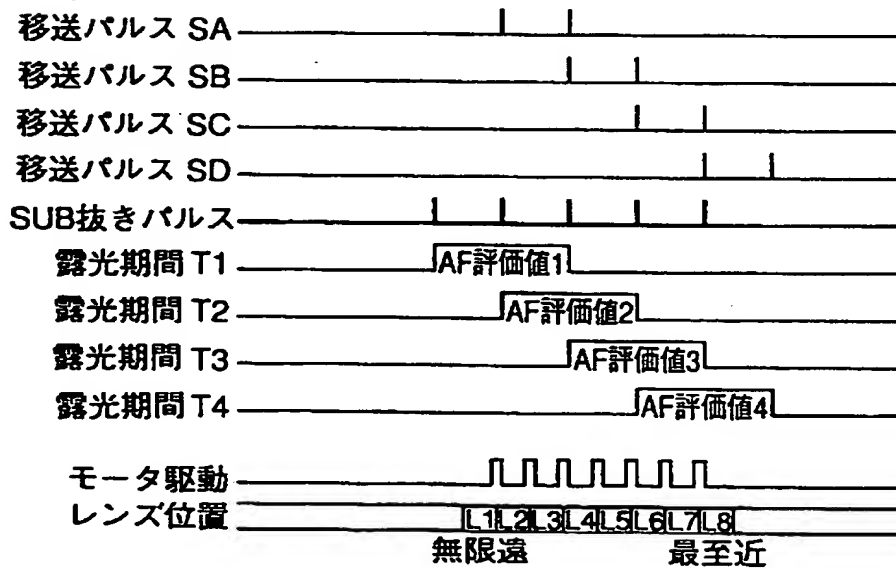 移送パルス SA
移送パルス SB
移送パルス SC
移送パルス SD
SUB抜きパルス
露光期間 T1 AF評価値1
露光期間 T2 AF評価値2
露光期間 T3 AF評価値3
露光期間 T4 AF評価値4
モータ駆動
レンズ位置 L1 L2 L3 L4 L5 L6 L7 L8
無限遠 最至近